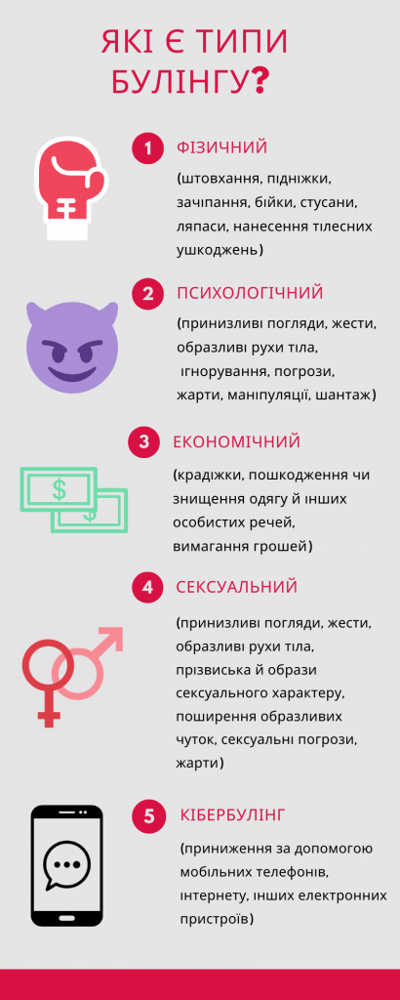 ЯКІ Є ТИПИ
БУЛІНГУ?
1 ФІЗИЧНИЙ
(штовхання, підніжки,
зачіпання, бійки, стусани,
ляпаси, нанесення тілесних
ушкоджень)
2 ПСИХОЛОГІЧНИЙ
(принизливі погляди, жести,
образливі рухи тіла,
ігнорування, погрози,
жарти, маніпуляції, шантаж)
3 ЕКОНОМІЧНИЙ
(крадіжки, пошкодження чи
знищення одягу й інших
особистих речей,
вимагання грошей)
4 СЕКСУАЛЬНИЙ
(принизливі погляди, жести,
образливі рухи тіла,
прізвиська й образи
сексуального характеру,
поширення образливих
чуток, сексуальні погрози,
жарти)
5 КІБЕРБУЛІНГ
(приниження за допомогою
мобільних телефонів,
інтернету, інших електронних
пристроїв)